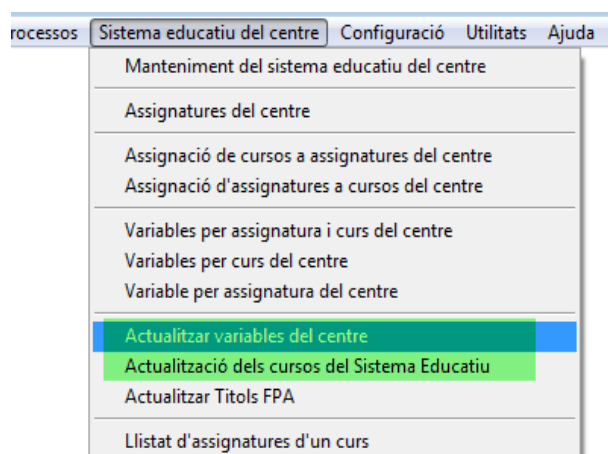 rocessos Sistema educatiu del centre Configuració Utilitats Ajuda
Manteniment del sistema educatiu del centre
Assignatures del centre
Assignació de cursos a assignatures del centre
Assignació d'assignatures a cursos del centre
Variables per assignatura i curs del centre
Variables per curs del centre
Variable per assignatura del centre
Actualitzar variables del centre
Actualització dels cursos del Sistema Educatiu
Actualitzar Titols FPA
Llistat d'assignatures d'un curs